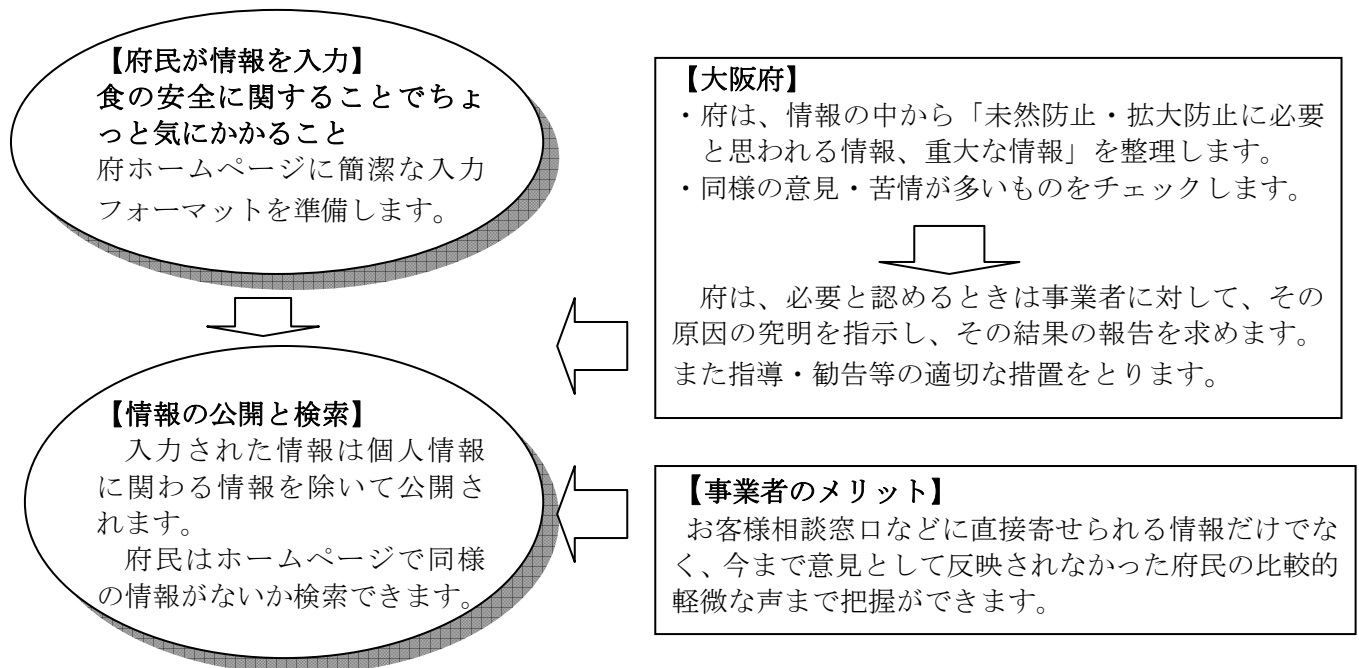 【府民が情報を入力】
食の安全に関することでちょ
っと気にかかること
府ホームページに簡潔な入力
フォーマットを準備します。
【大阪府】
・府は、情報の中から「未然防止・拡大防止に必要
と思われる情報、重大な情報」を整理します。
・同様の意見・苦情が多いものをチェックします。
府は、必要と認めるときは事業者に対して、その
原因の究明を指示し、その結果の報告を求めます。
また指導・勧告等の適切な措置をとります。
【情報の公開と検索】
入力された情報は個人情報
に関わる情報を除いて公開さ
れます。
府民はホームページで同様
の情報がないか検索できます。
【事業者のメリット】
お客様相談窓口などに直接寄せられる情報だけでな
く、今まで意見として反映されなかった府民の比較的
軽微な声まで把握ができます。